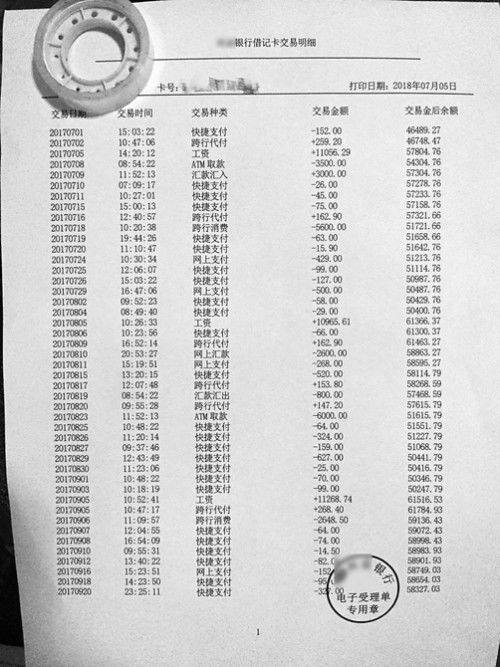 银行借记卡交易明细
卡号： 打印日期：2018年07月05日
交易日期 交易时间 交易种类 交易金额 交易金后余额
20170701 15:03:22 快捷支付 -152.00 46489.27
20170702 10:47:06 跨行代付 +259.20 46748.47
20170705 14:20:12 工资 +11056.29 57804.76
20170708 08:54:22 ATM取款 -3500.00 54304.76
20170709 11:52:13 汇款汇入 +3000.00 57304.76
20170710 07:09:17 快捷支付 -26.00 57278.76
20170711 10:27:01 快捷支付 -45.00 57233.76
20170715 15:00:13 快捷支付 -75.00 57158.76
20170716 12:40:57 跨行代付 +162.90 57321.66
20170718 10:20:38 跨行消费 -5600.00 51721.66
20170719 19:44:26 快捷支付 -63.00 51658.66
20170720 11:10:47 快捷支付 -15.90 51642.76
20170724 10:30:34 网上支付 -429.00 51213.76
20170725 12:06:07 快捷支付 -99.00 51114.76
20170726 15:03:22 快捷支付 -127.00 50987.76
20170729 16:47:06 网上支付 -500.00 50487.76
20170802 09:52:23 快捷支付 -58.00 50429.76
20170804 08:49:40 快捷支付 -29.00 50400.76
20170805 10:26:33 工资 +10965.61 61366.37
20170806 10:23:56 快捷支付 -66.00 61300.37
20170809 16:52:14 跨行代付 +162.90 61463.27
20170810 20:53:27 网上汇款 -2600.00 58863.27
20170811 15:19:51 网上支付 -268.00 58595.27
20170815 13:20:15 快捷支付 -520.00 58114.79
20170817 12:07:48 跨行代付 +153.80 58268.59
20170819 08:54:22 汇款汇出 -800.00 57468.59
20170820 09:55:28 跨行代付 +147.20 57615.79
20170823 11:52:13 ATM取款 -6000.00 51615.79
20170825 10:48:22 快捷支付 -64.00 51551.79
20170826 11:20:14 快捷支付 -324.00 51227.79
20170827 09:37:46 快捷支付 -159.00 51068.79
20170829 12:43:49 快捷支付 -627.00 50441.79
20170830 11:23:06 快捷支付 -25.00 50416.79
20170901 10:48:22 快捷支付 -70.00 50346.79
20170903 10:18:19 快捷支付 -99.00 50247.79
20170905 10:52:41 工资 +11268.74 61516.53
20170905 10:47:17 跨行代付 +268.40 61784.93
20170906 11:09:57 跨行消费 -2648.50 59136.43
20170907 12:04:55 快捷支付 -64.00 59072.43
20170908 16:54:09 快捷支付 -74.00 58998.43
20170910 09:55:31 快捷支付 -14.50 58983.93
20170912 13:40:22 快捷支付 -82. 58901.93
20170916 15:23:51 网上支付 -152 58749.03
20170918 14:23:50 快捷支付 -95. 58654.03
20170920 23:25:11 快捷支付 -327.00 58327.03
银行
电子受理单
专用章
1